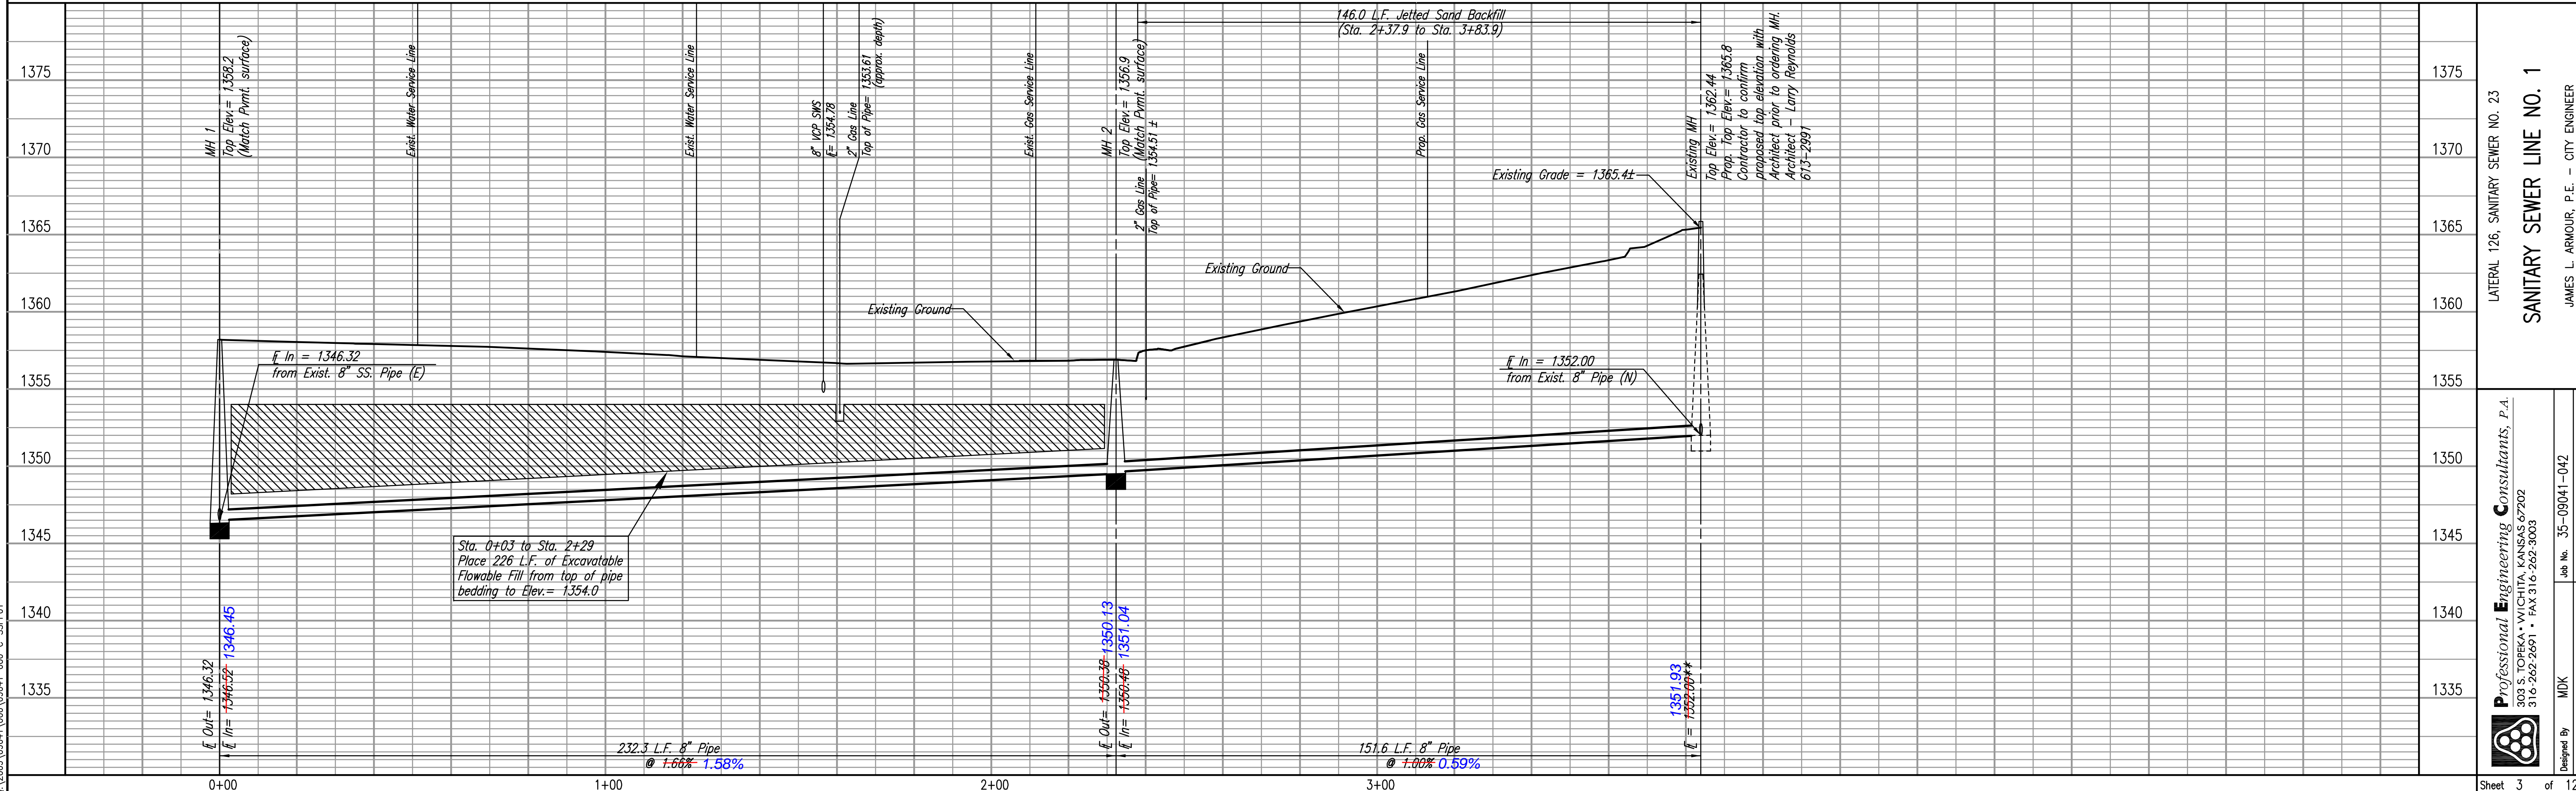 146.0 L.F. Jetted Sand Backfill
(Sta. 2+37.9 to Sta. 3+83.9)
1375
1370
1365
1360
1355
1350
1345
1340
1335
MH 1
Top Elev.= 1358.2
(Match Pvmt. surface)
Exist. Water Service Line
Exist. Water Service Line
8" VCP SWS
℄= 1354.78
2" Gas Line
Top of Pipe= 1353.61
(approx. depth)
Exist. Gas Service Line
MH 2
Top Elev.= 1356.9
(Match Pvmt. surface)
2" Gas Line
Top of Pipe= 1354.51 ±
Prop. Gas Service Line
Existing MH
Top Elev.= 1362.44
Prop. Top Elev.= 1365.8
Contractor to confirm
proposed top elevation with
Architect prior to ordering MH.
Architect - Larry Reynolds
613-2991
Existing Grade = 1365.4±
Existing Ground
Existing Ground
℄ In = 1346.32
from Exist. 8" SS. Pipe (E)
℄ In = 1352.00
from Exist. 8" Pipe (N)
Sta. 0+03 to Sta. 2+29
Place 226 L.F. of Excavatable
Flowable Fill from top of pipe
bedding to Elev.= 1354.0
℄ Out= 1346.32
℄ In= 1346.52 1346.45
℄ Out= 1350.38 1350.13
℄ In= 1350.48 1351.04
1351.93
℄ = 1352.00**
232.3 L.F. 8" Pipe
@ 1.66% 1.58%
151.6 L.F. 8" Pipe
@ 1.00% 0.59%
0+00
1+00
2+00
3+00
1375
1370
1365
1360
1355
1350
1345
1340
1335
LATERAL 126, SANITARY SEWER NO. 23
SANITARY SEWER LINE NO. 1
JAMES L. ARMOUR, P.E. - CITY ENGINEER
Professional Engineering Consultants, P.A.
303 S. TOPEKA • WICHITA, KANSAS 67202
316-262-2691 • FAX 316-262-3003
Job No. 35-09041-042
Designed By MDK
Sheet 3 of 12